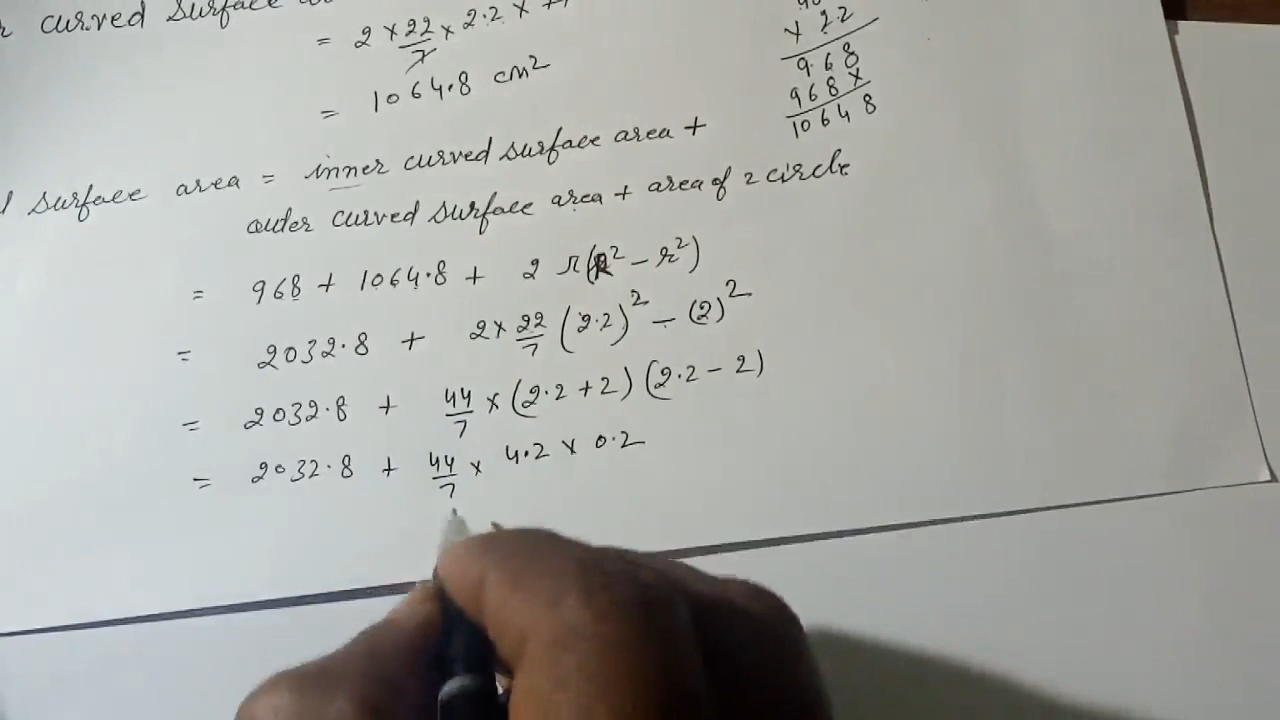 r curved surface
= 2 × 22/7 × 2.2 ×
= 1064.8 cm²
× 22
968
968×
10648
surface area = inner curved surface area +
outer curved surface area + area of 2 circle
= 968 + 1064.8 + 2 π(R² − r²)
= 2032.8 + 2× 22/7 (2.2)² − (2)²
= 2032.8 + 44/7 × (2.2 + 2) (2.2 − 2)
= 2032.8 + 44/7 × 4.2 × 0.2